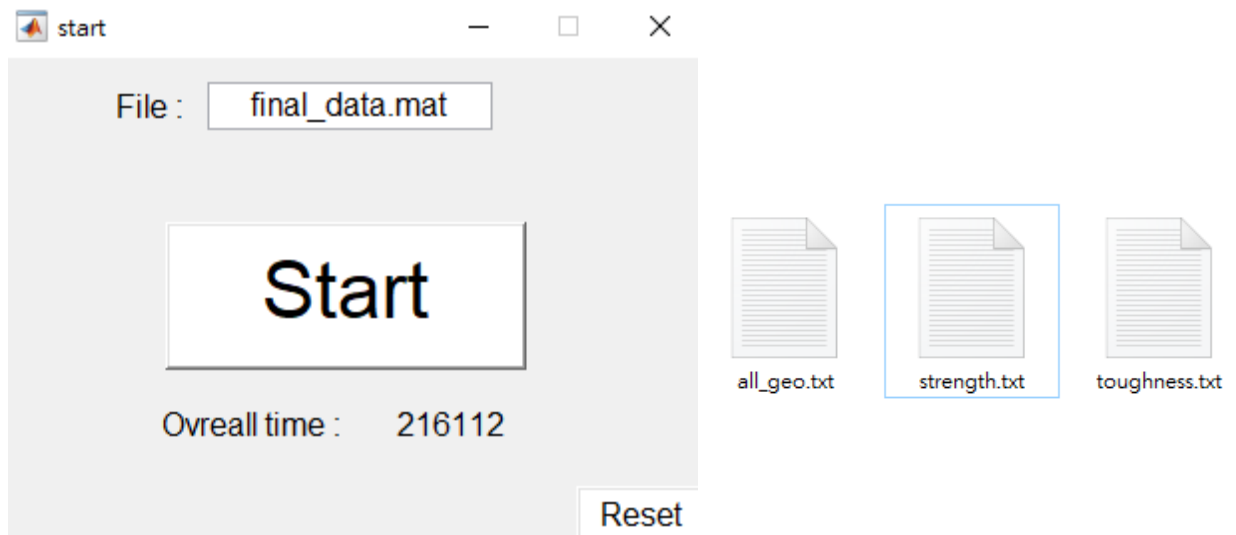 start
File :
final_data.mat
Start
Ovreall time :
216112
Reset
all_geo.txt
strength.txt
toughness.txt